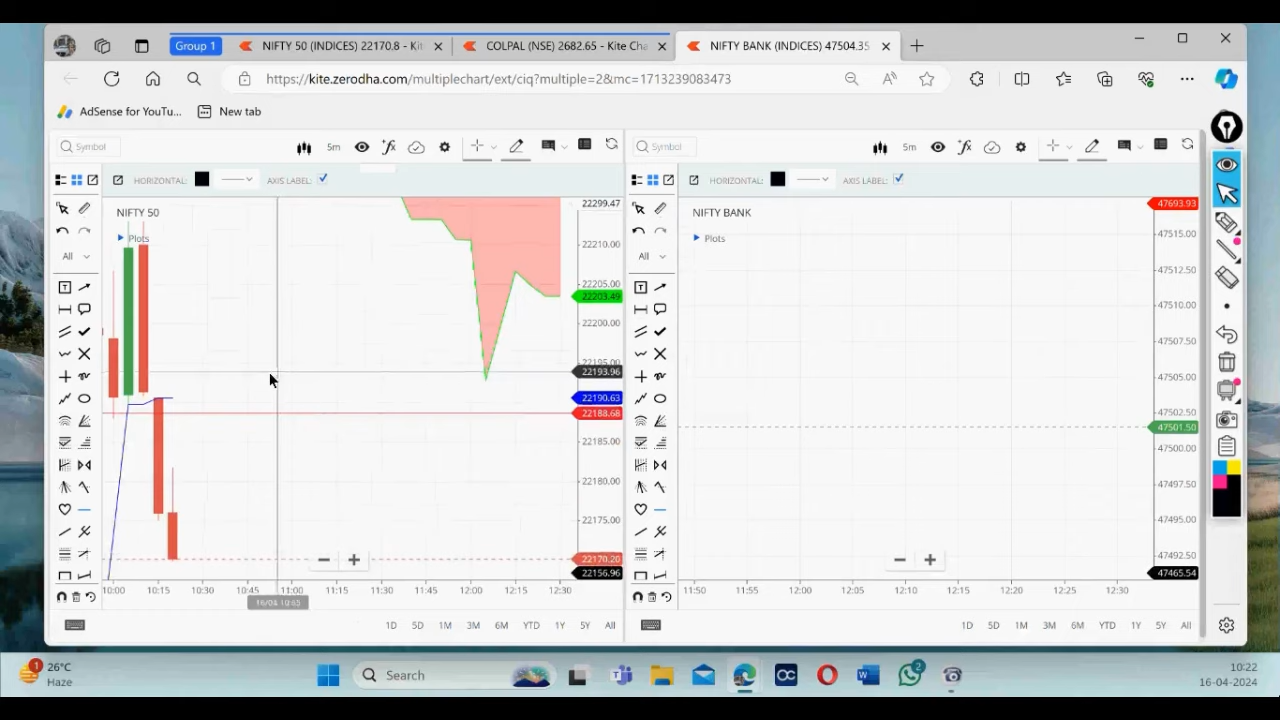 Group 1
NIFTY 50 (INDICES) 22170.8 - Ki
COLPAL (NSE) 2682.65 - Kite Cha
NIFTY BANK (INDICES) 47504.35
https://kite.zerodha.com/multiplechart/ext/ciq?multiple=2&mc=1713239083473
AdSense for YouTu...
New tab
Symbol
5m
Symbol
5m
HORIZONTAL:
AXIS LABEL:
HORIZONTAL:
AXIS LABEL:
NIFTY 50
Plots
All
22299.47
22210.00
22205.00
22203.49
22200.00
22195.00
22193.96
22190.63
22188.68
22185.00
22180.00
22175.00
22170.20
22156.96
10:00
10:15
10:30
10:45
11:00
11:15
11:30
11:45
12:00
12:15
12:30
16/04 10:55
1D 5D 1M 3M 6M YTD 1Y 5Y All
NIFTY BANK
Plots
All
47693.93
47515.00
47512.50
47510.00
47507.50
47505.00
47502.50
47501.50
47500.00
47497.50
47495.00
47492.50
47465.54
11:50
11:55
12:00
12:05
12:10
12:15
12:20
12:25
12:30
1D 5D 1M 3M 6M YTD 1Y 5Y All
1
26°C
Haze
Search
2
10:22
16-04-2024